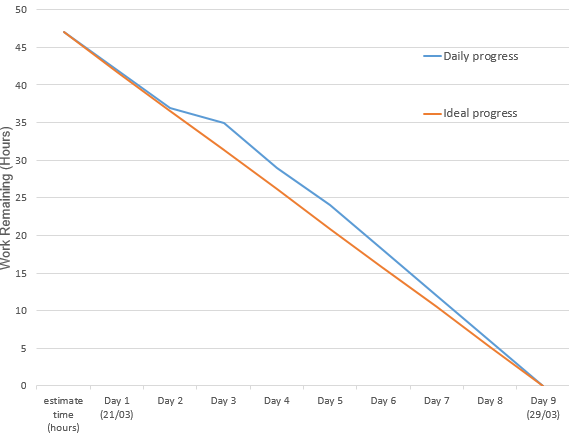 50
45
40
35
30
25
20
15
10
5
0
Work Remaining (Hours)
Daily progress
Ideal progress
estimate
time
(hours)
Day 1
(21/03)
Day 2
Day 3
Day 4
Day 5
Day 6
Day 7
Day 8
Day 9
(29/03)